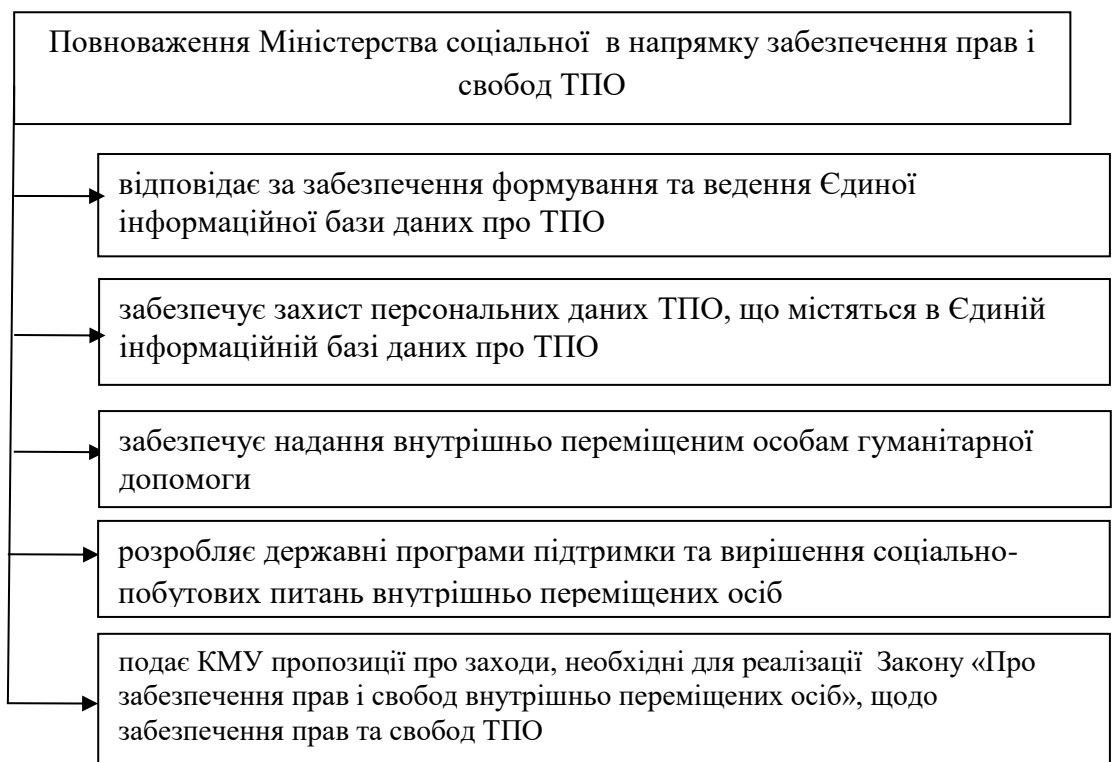 Повноваження Міністерства соціальної в напрямку забезпечення прав і
свобод ТПО
відповідає за забезпечення формування та ведення Єдиної
інформаційної бази даних про ТПО
забезпечує захист персональних даних ТПО, що містяться в Єдиній
інформаційній базі даних про ТПО
забезпечує надання внутрішньо переміщеним особам гуманітарної
допомоги
розробляє державні програми підтримки та вирішення соціально-
побутових питань внутрішньо переміщених осіб
подає КМУ пропозиції про заходи, необхідні для реалізації Закону «Про
забезпечення прав і свобод внутрішньо переміщених осіб», щодо
забезпечення прав та свобод ТПО